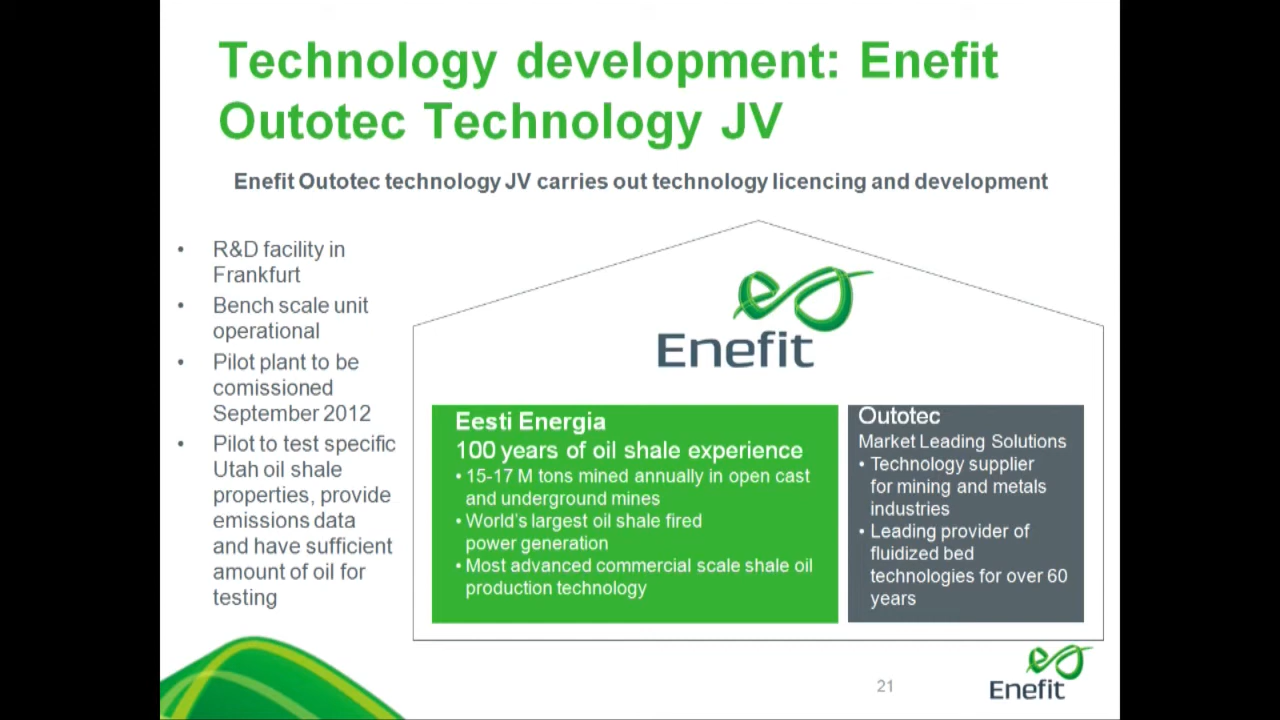 Technology development: Enefit
Outotec Technology JV
Enefit Outotec technology JV carries out technology licencing and development
• R&D facility in
Frankfurt
• Bench scale unit
operational
• Pilot plant to be
comissioned
September 2012
• Pilot to test specific
Utah oil shale
properties, provide
emissions data
and have sufficient
amount of oil for
testing
Enefit
Eesti Energia
100 years of oil shale experience
• 15-17 M tons mined annually in open cast
and underground mines
• World's largest oil shale fired
power generation
• Most advanced commercial scale shale oil
production technology
Outotec
Market Leading Solutions
• Technology supplier
for mining and metals
industries
• Leading provider of
fluidized bed
technologies for over 60
years
21
Enefit